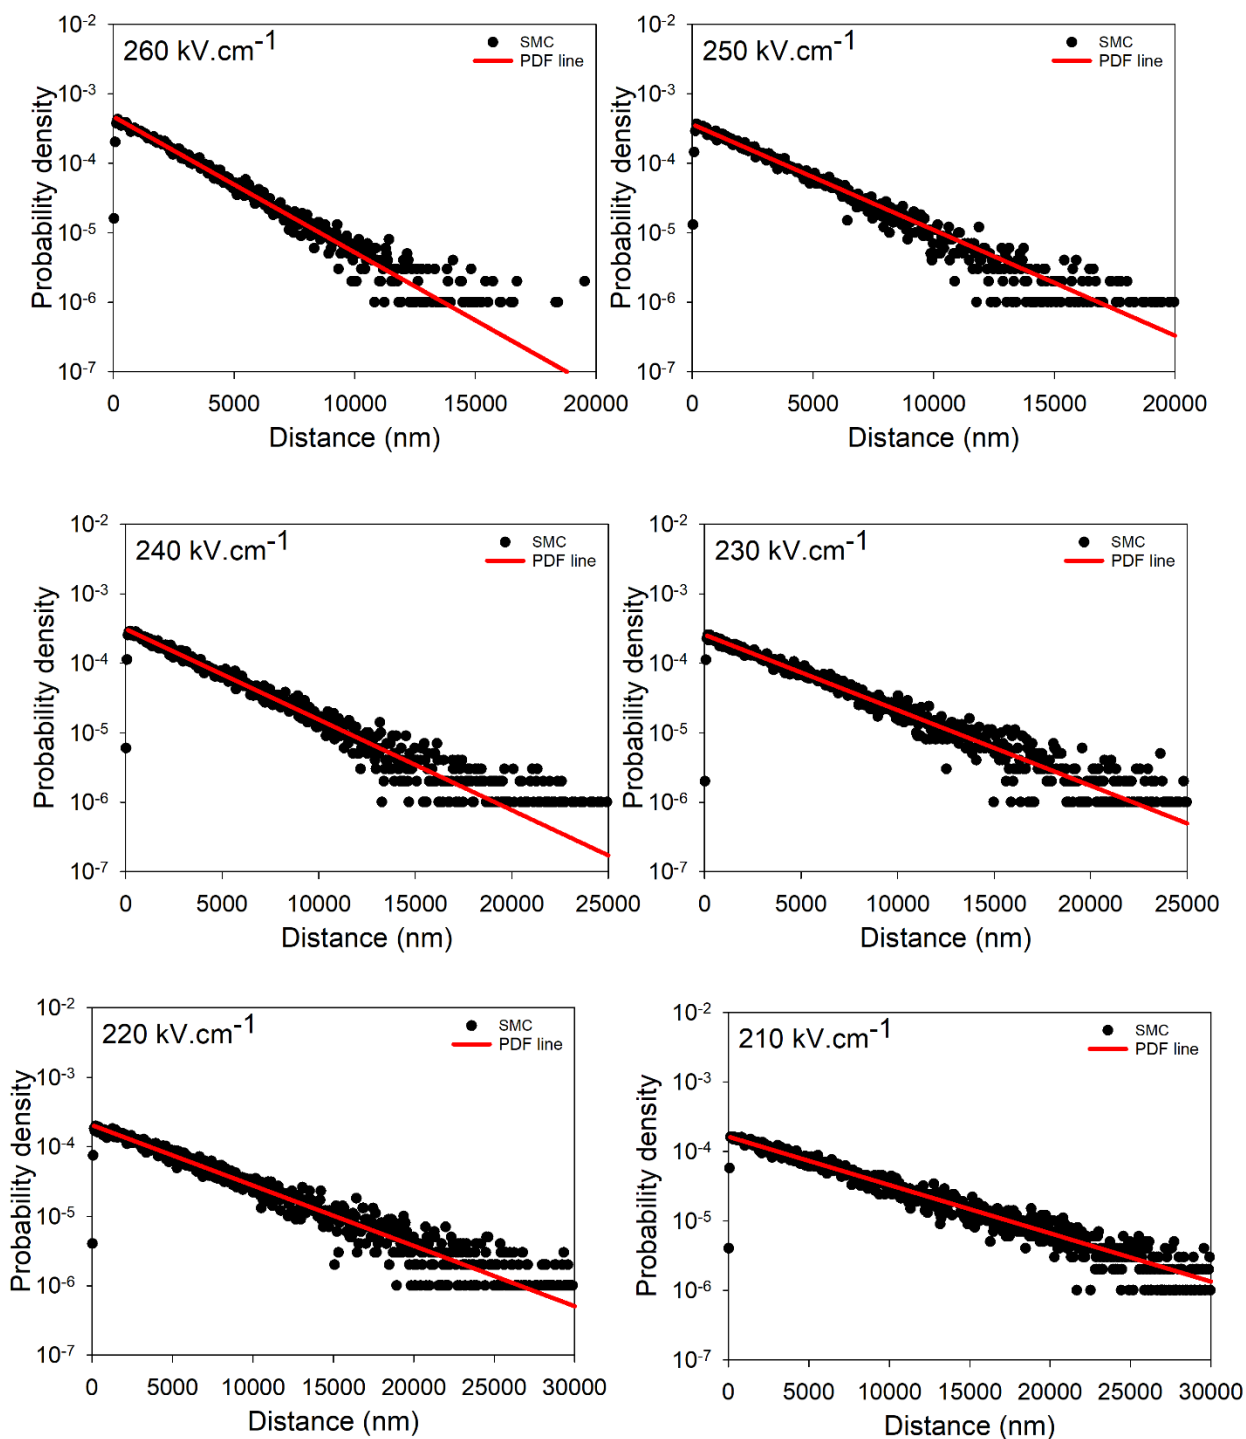 260 kV.cm-1
SMC
PDF line
10-2
10-3
10-4
10-5
10-6
10-7
Probability density
0 5000 10000 15000 20000
Distance (nm)
250 kV.cm-1
SMC
PDF line
10-2
10-3
10-4
10-5
10-6
10-7
Probability density
0 5000 10000 15000 20000
Distance (nm)
240 kV.cm-1
SMC
PDF line
10-2
10-3
10-4
10-5
10-6
10-7
Probability density
0 5000 10000 15000 20000 25000
Distance (nm)
230 kV.cm-1
SMC
PDF line
10-2
10-3
10-4
10-5
10-6
10-7
Probability density
0 5000 10000 15000 20000 25000
Distance (nm)
220 kV.cm-1
SMC
PDF line
10-2
10-3
10-4
10-5
10-6
10-7
Probability density
0 5000 10000 15000 20000 25000 30000
Distance (nm)
210 kV.cm-1
SMC
PDF line
10-2
10-3
10-4
10-5
10-6
10-7
Probability density
0 5000 10000 15000 20000 25000 30000
Distance (nm)